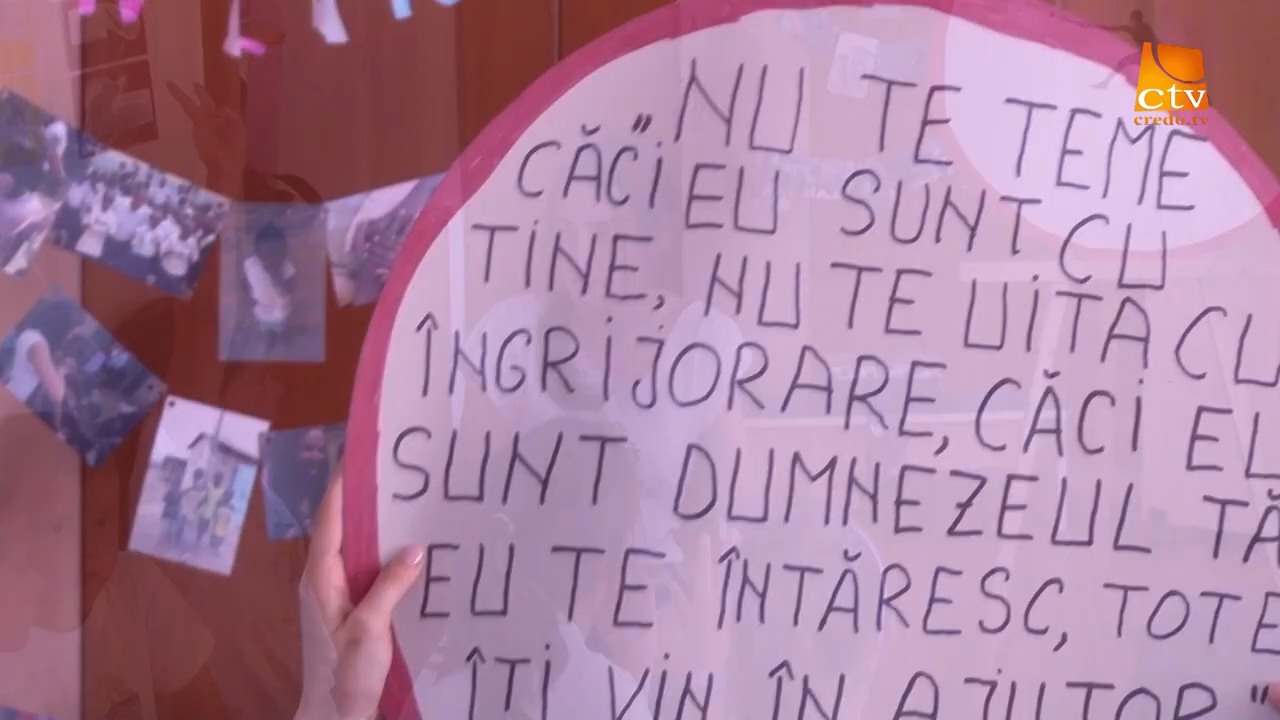 "NU TE TEME
CĂCI EU SUNT CU
TINE, NU TE UITA CU
ÎNGRIJORARE, CĂCI EU
SUNT DUMNEZEUL TĂ
EU TE ÎNTĂRESC, TOT E
ÎȚI VIN ÎN AJUTOR"
ctv
credo.tv